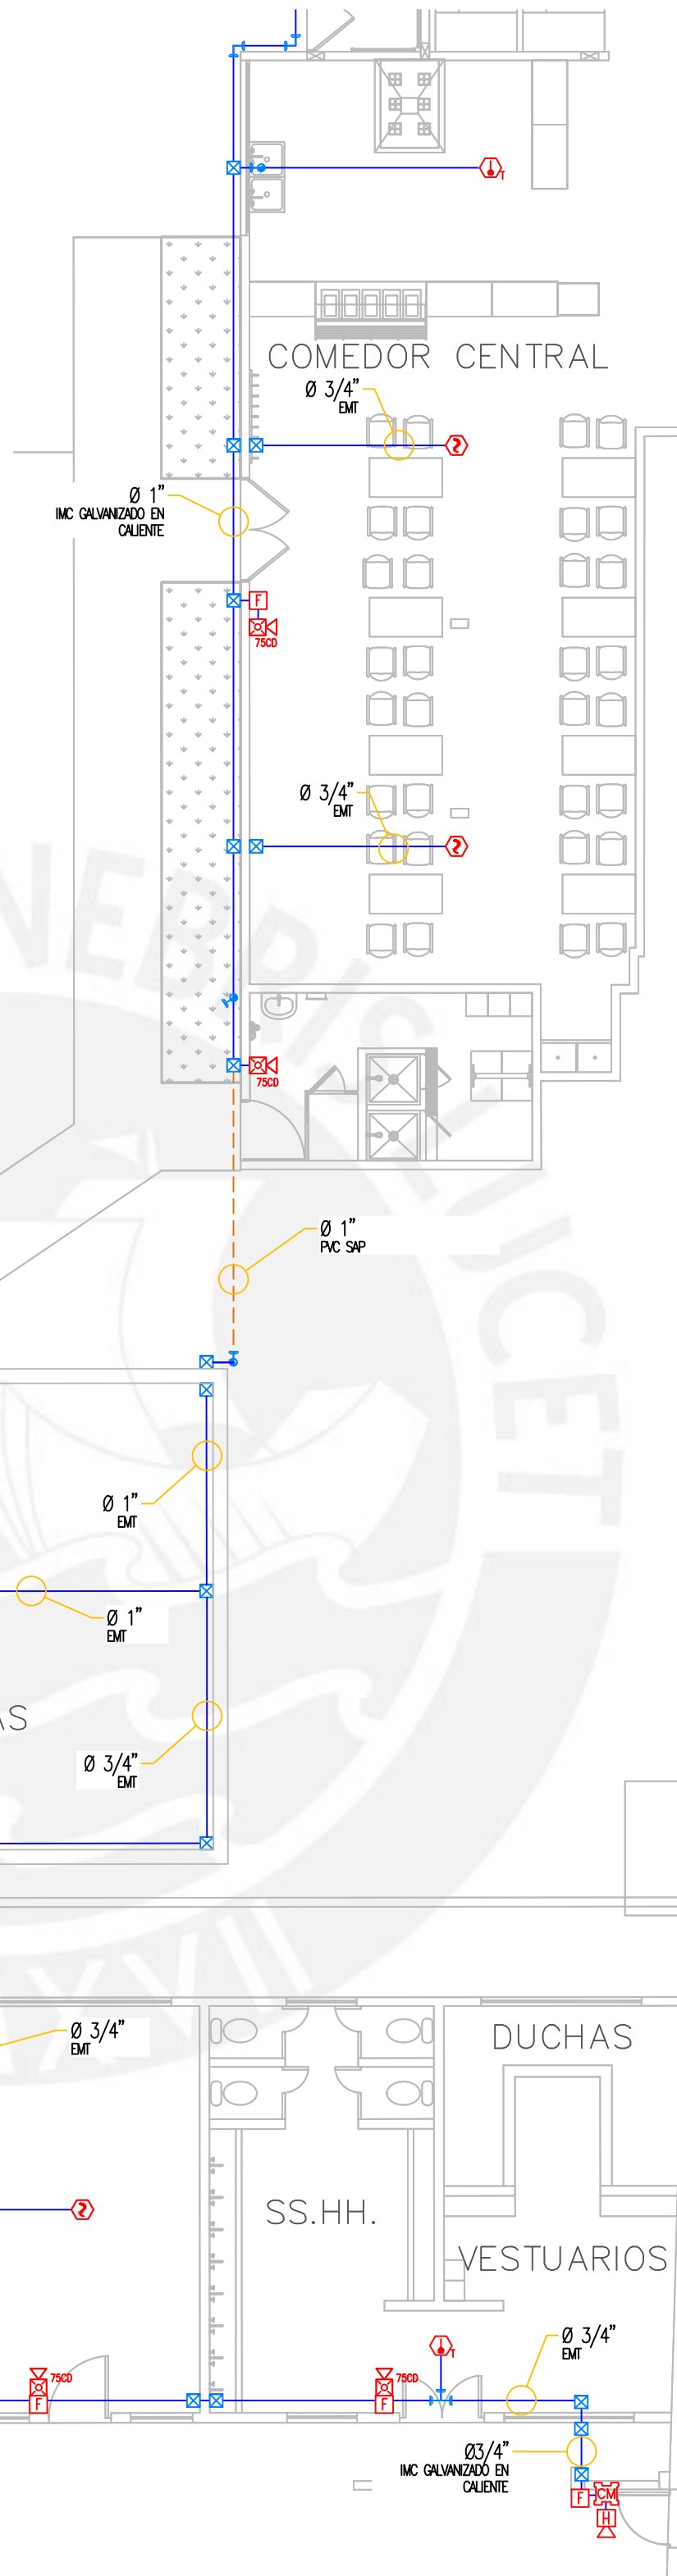 T
COMEDOR CENTRAL
Ø 3/4"
EMT
Ø 1"
IMC GALVANIZADO EN
CALIENTE
F
75CD
Ø 3/4"
EMT
75CD
Ø 1"
PVC SAP
Ø 1"
EMT
Ø 1"
EMT
AS
Ø 3/4"
EMT
Ø 3/4"
EMT
DUCHAS
SS.HH.
VESTUARIOS
T
Ø 3/4"
EMT
75CD
F
75CD
F
Ø3/4"
IMC GALVANIZADO EN
CALIENTE
F
CM
H